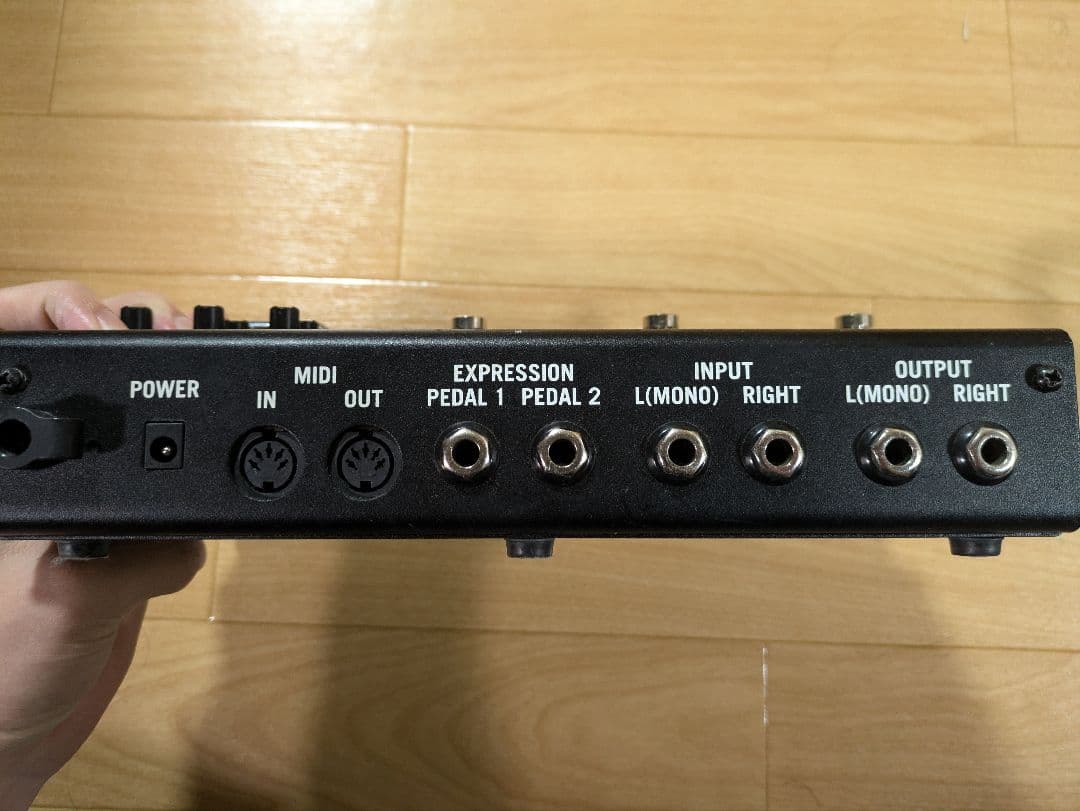 POWER
MIDI
IN OUT
EXPRESSION
PEDAL 1 PEDAL 2
INPUT
L(MONO) RIGHT
OUTPUT
L(MONO) RIGHT